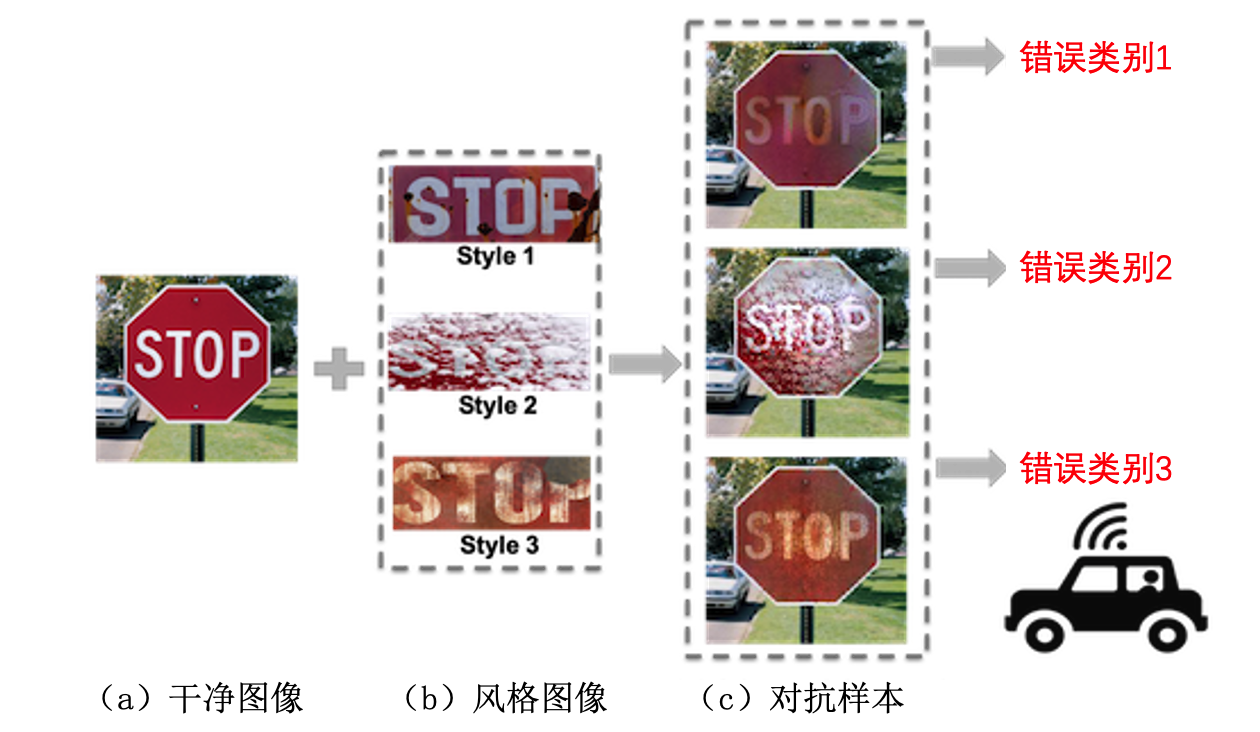 STOP
STOP
Style 1
STOP
Style 2
STOP
Style 3
STOP
错误类别1
STOP
错误类别2
STOP
错误类别3
（a）干净图像
（b）风格图像
（c）对抗样本